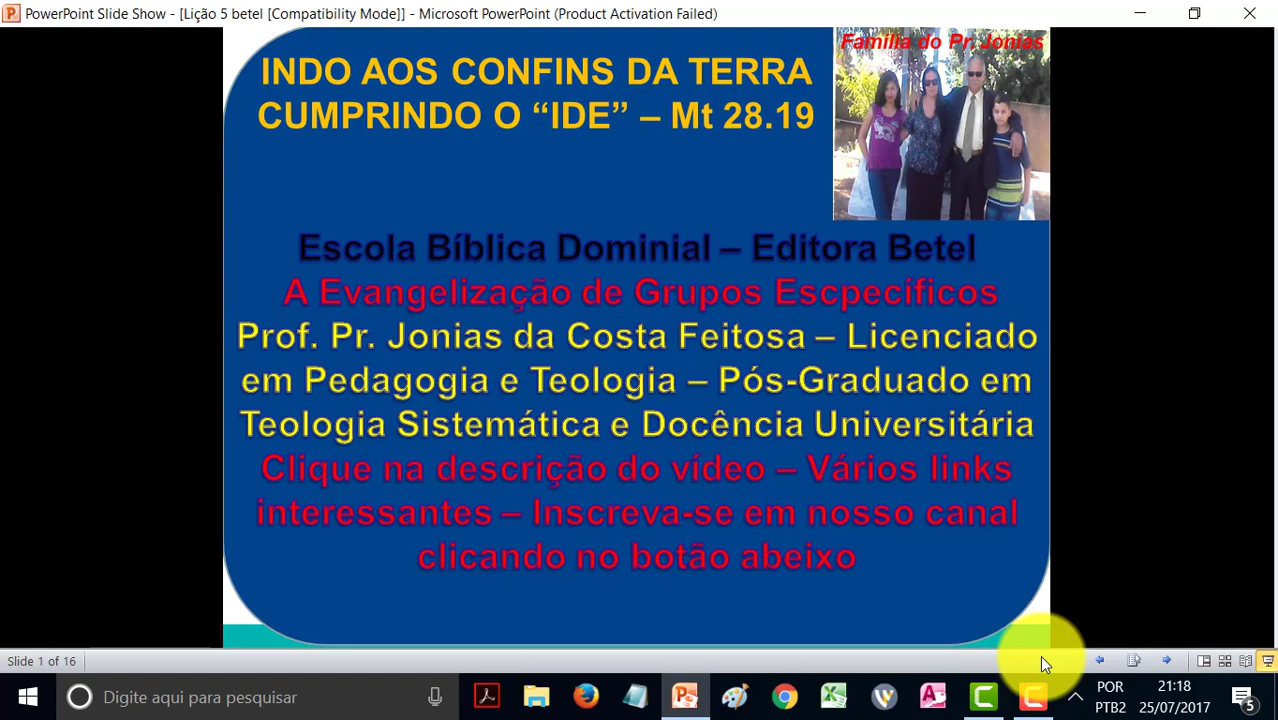 PowerPoint Slide Show - [Lição 5 betel [Compatibility Mode]] - Microsoft PowerPoint (Product Activation Failed)
Família do Pr. Jonias
INDO AOS CONFINS DA TERRA
CUMPRINDO O “IDE” – Mt 28.19
Escola Bíblica Dominial – Editora Betel
A Evangelização de Grupos Escpecíficos
Prof. Pr. Jonias da Costa Feitosa – Licenciado
em Pedagogia e Teologia – Pós-Graduado em
Teologia Sistemática e Docência Universitária
Clique na descrição do vídeo – Vários links
interessantes – Inscreva-se em nosso canal
clicando no botão abeixo
Slide 1 of 16
Digite aqui para pesquisar
POR
PTB2
21:18
25/07/2017
5